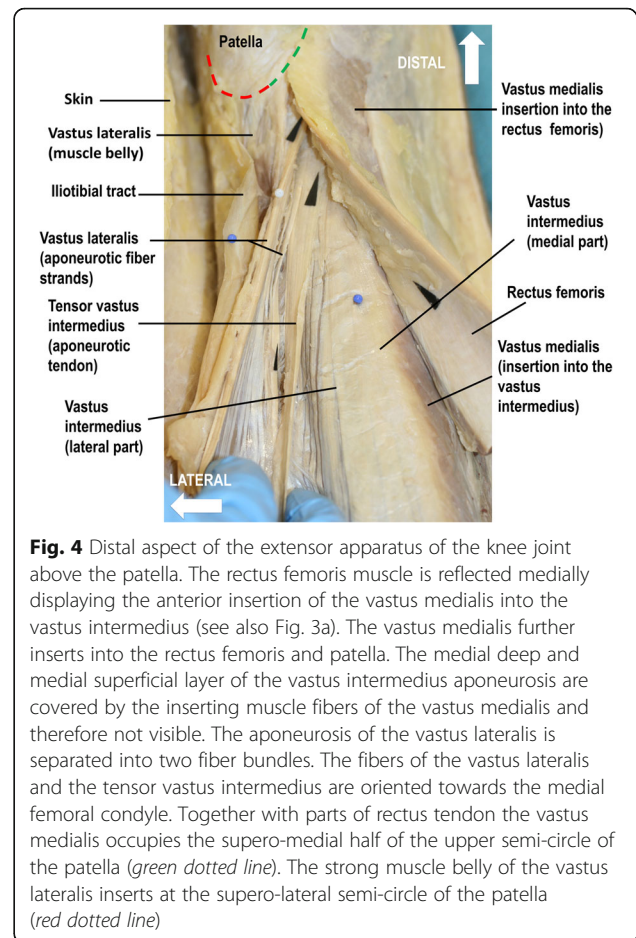 Patella
DISTAL
Skin
Vastus lateralis
(muscle belly)
Iliotibial tract
Vastus lateralis
(aponeurotic fiber
strands)
Tensor vastus
intermedius
(aponeurotic
tendon)
Vastus
intermedius
(lateral part)
LATERAL
Vastus medialis
insertion into the
rectus femoris)
Vastus
intermedius
(medial part)
Rectus femoris
Vastus medialis
(insertion into the
vastus
intermedius)
Fig. 4 Distal aspect of the extensor apparatus of the knee joint
above the patella. The rectus femoris muscle is reflected medially
displaying the anterior insertion of the vastus medialis into the
vastus intermedius (see also Fig. 3a). The vastus medialis further
inserts into the rectus femoris and patella. The medial deep and
medial superficial layer of the vastus intermedius aponeurosis are
covered by the inserting muscle fibers of the vastus medialis and
therefore not visible. The aponeurosis of the vastus lateralis is
separated into two fiber bundles. The fibers of the vastus lateralis
and the tensor vastus intermedius are oriented towards the medial
femoral condyle. Together with parts of rectus tendon the vastus
medialis occupies the supero-medial half of the upper semi-circle of
the patella (green dotted line). The strong muscle belly of the vastus
lateralis inserts at the supero-lateral semi-circle of the patella
(red dotted line)